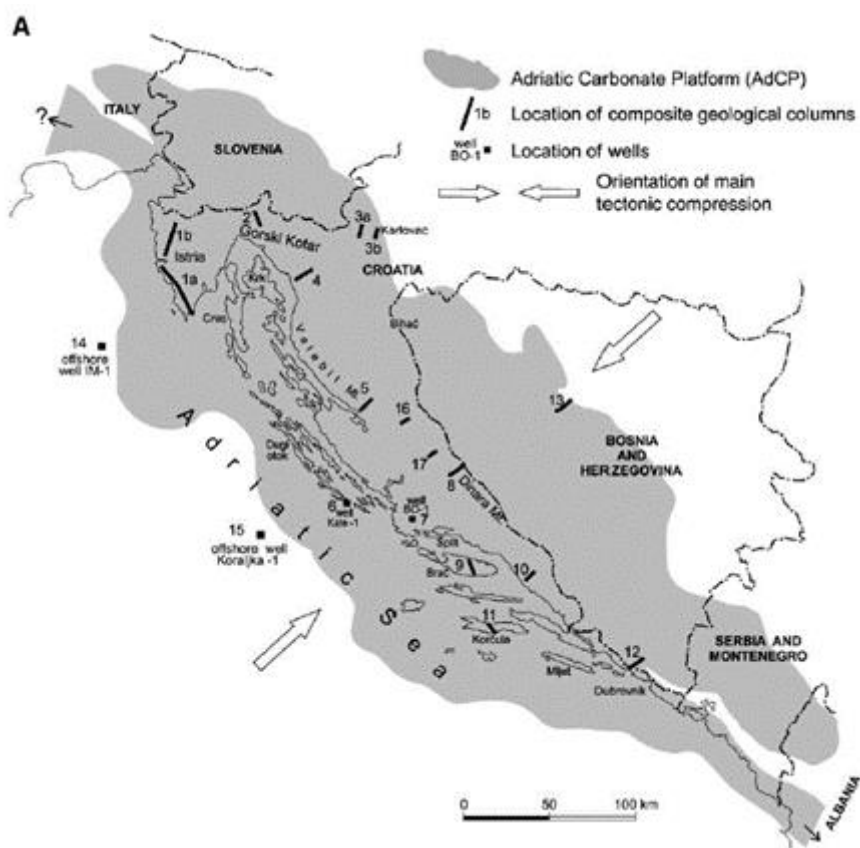 A
Adriatic Carbonate Platform (AdCP)
1b Location of composite geological columns
well
BO-1 Location of wells
Orientation of main
tectonic compression
ITALY
?
SLOVENIA
2
Gorski Kotar
3a
Karlovac
3b
1b
Istria
1a
CROATIA
4
Krk
Cres
Bihać
Velebit Mt.
14
offshore
well IM-1
5
16
13
BOSNIA
AND
HERZEGOVINA
Dugi
otok
17
8
Dinara Mt.
6
well
Kate-1
well
BO-1
7
15
offshore well
Koraljka-1
Adriatic Sea
Split
Brač
9
10
11
Korčula
12
SERBIA AND
MONTENEGRO
Mljet
Dubrovnik
ALBANIA
0 50 100 km